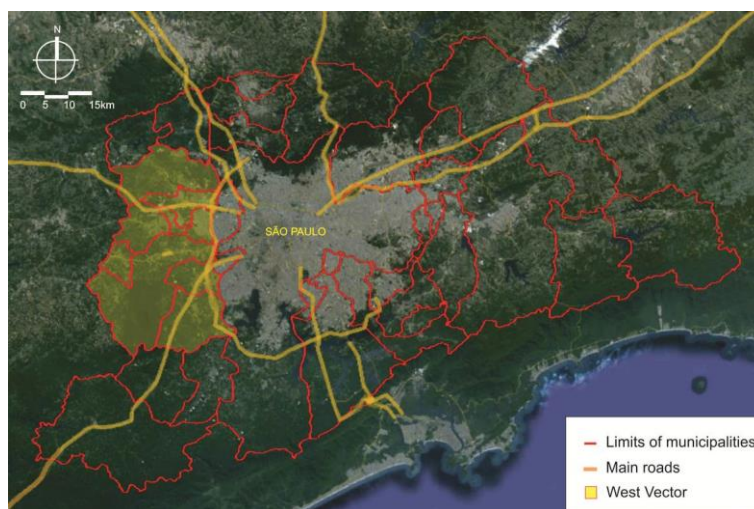 N
0 5 10 15km
SÃO PAULO
Limits of municipalities
Main roads
West Vector